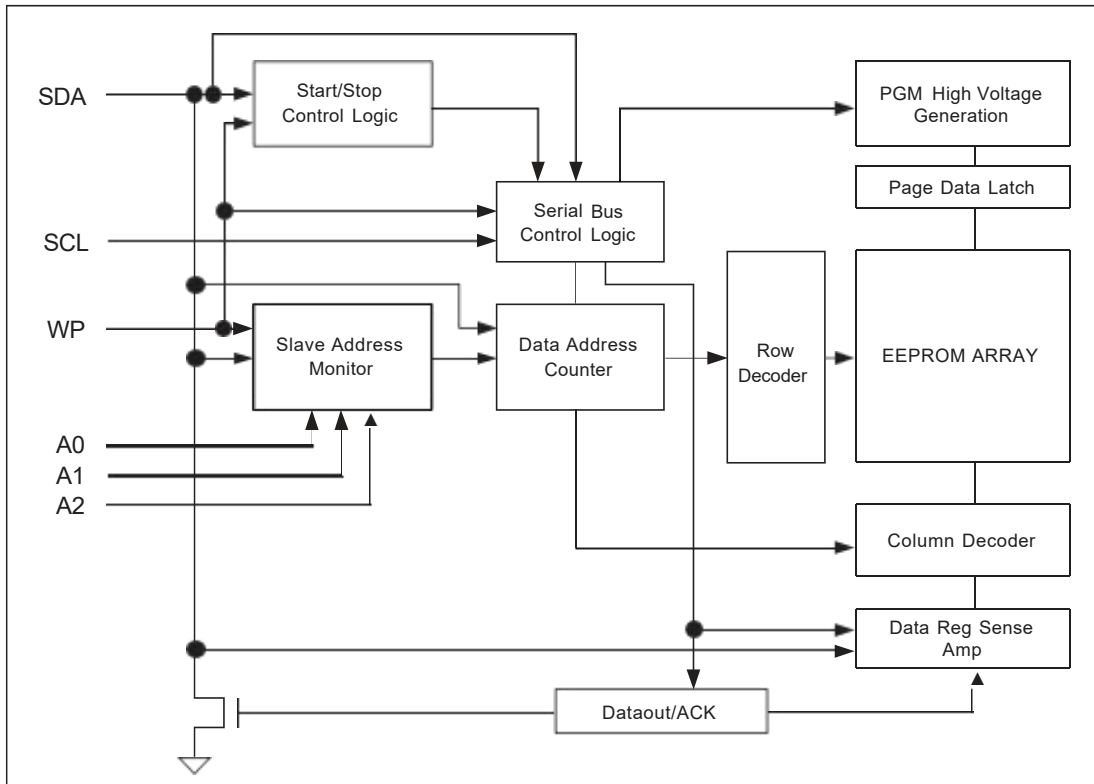 SDA
Start/Stop
Control Logic
PGM High Voltage
Generation
Page Data Latch
Serial Bus
Control Logic
SCL
WP
Slave Address
Monitor
Data Address
Counter
Row
Decoder
EEPROM ARRAY
A0
A1
A2
Column Decoder
Data Reg Sense
Amp
Dataout/ACK